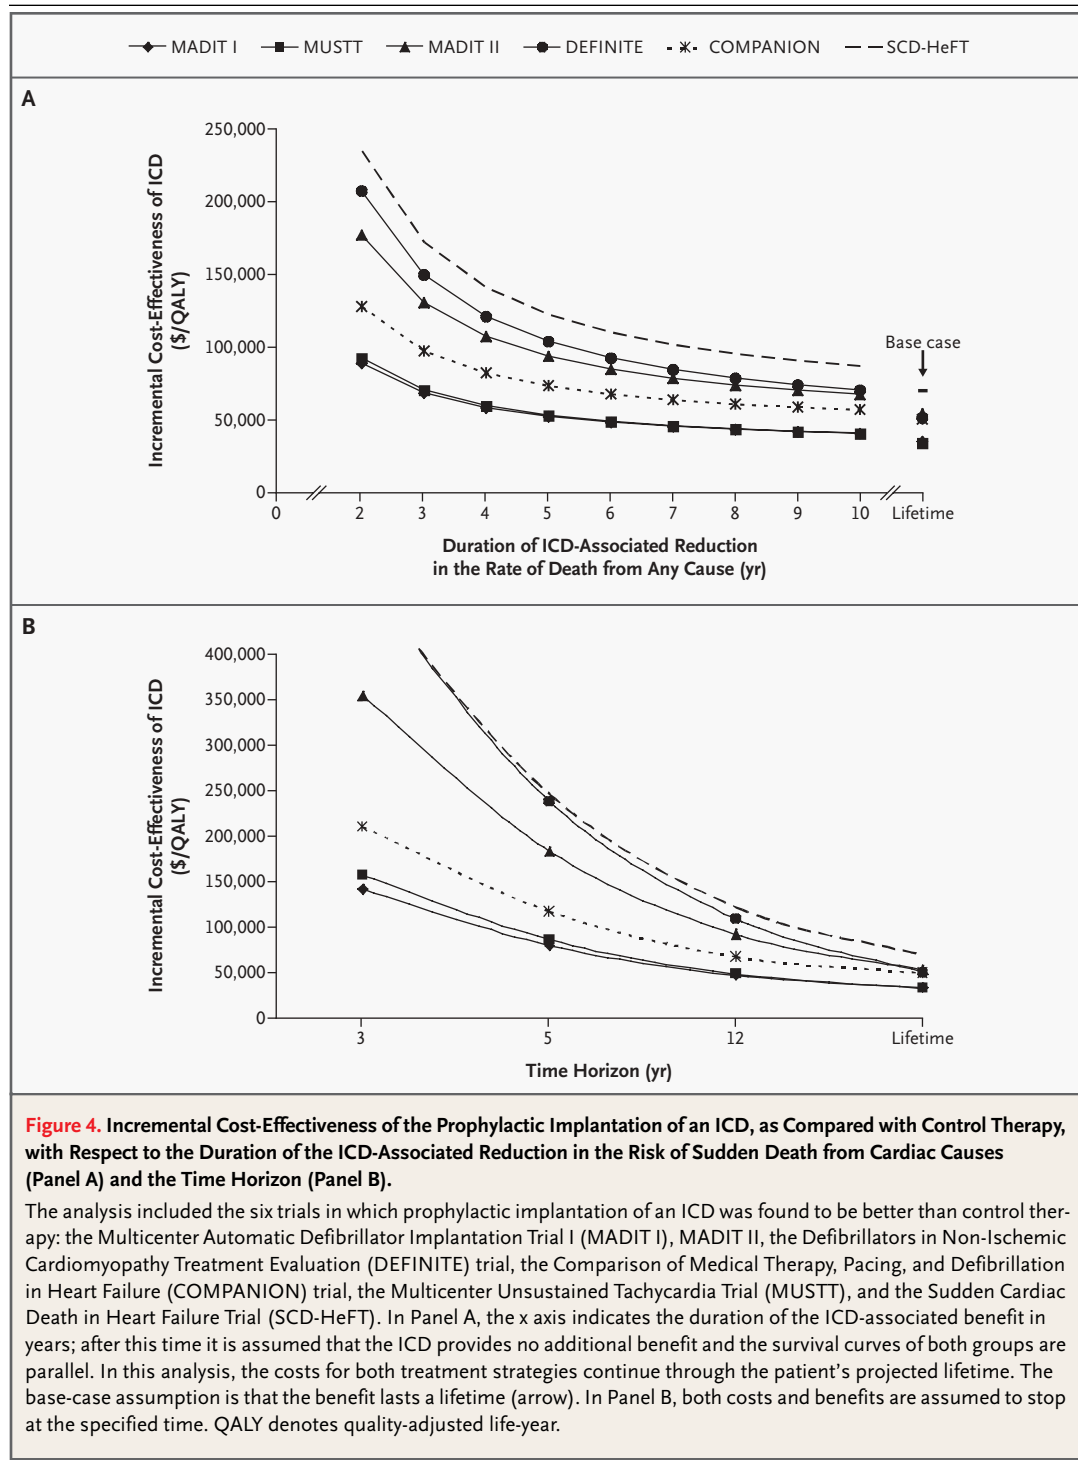 MADIT I MUSTT MADIT II DEFINITE COMPANION SCD-HeFT
A
Incremental Cost-Effectiveness of ICD
($/QALY)
250,000
200,000
150,000
100,000
50,000
0
Base case
0 2 3 4 5 6 7 8 9 10 Lifetime
Duration of ICD-Associated Reduction
in the Rate of Death from Any Cause (yr)
B
Incremental Cost-Effectiveness of ICD
($/QALY)
400,000
350,000
300,000
250,000
200,000
150,000
100,000
50,000
0
3 5 12 Lifetime
Time Horizon (yr)
Figure 4. Incremental Cost-Effectiveness of the Prophylactic Implantation of an ICD, as Compared with Control Therapy,
with Respect to the Duration of the ICD-Associated Reduction in the Risk of Sudden Death from Cardiac Causes
(Panel A) and the Time Horizon (Panel B).
The analysis included the six trials in which prophylactic implantation of an ICD was found to be better than control ther-
apy: the Multicenter Automatic Defibrillator Implantation Trial I (MADIT I), MADIT II, the Defibrillators in Non-Ischemic
Cardiomyopathy Treatment Evaluation (DEFINITE) trial, the Comparison of Medical Therapy, Pacing, and Defibrillation
in Heart Failure (COMPANION) trial, the Multicenter Unsustained Tachycardia Trial (MUSTT), and the Sudden Cardiac
Death in Heart Failure Trial (SCD-HeFT). In Panel A, the x axis indicates the duration of the ICD-associated benefit in
years; after this time it is assumed that the ICD provides no additional benefit and the survival curves of both groups are
parallel. In this analysis, the costs for both treatment strategies continue through the patient's projected lifetime. The
base-case assumption is that the benefit lasts a lifetime (arrow). In Panel B, both costs and benefits are assumed to stop
at the specified time. QALY denotes quality-adjusted life-year.